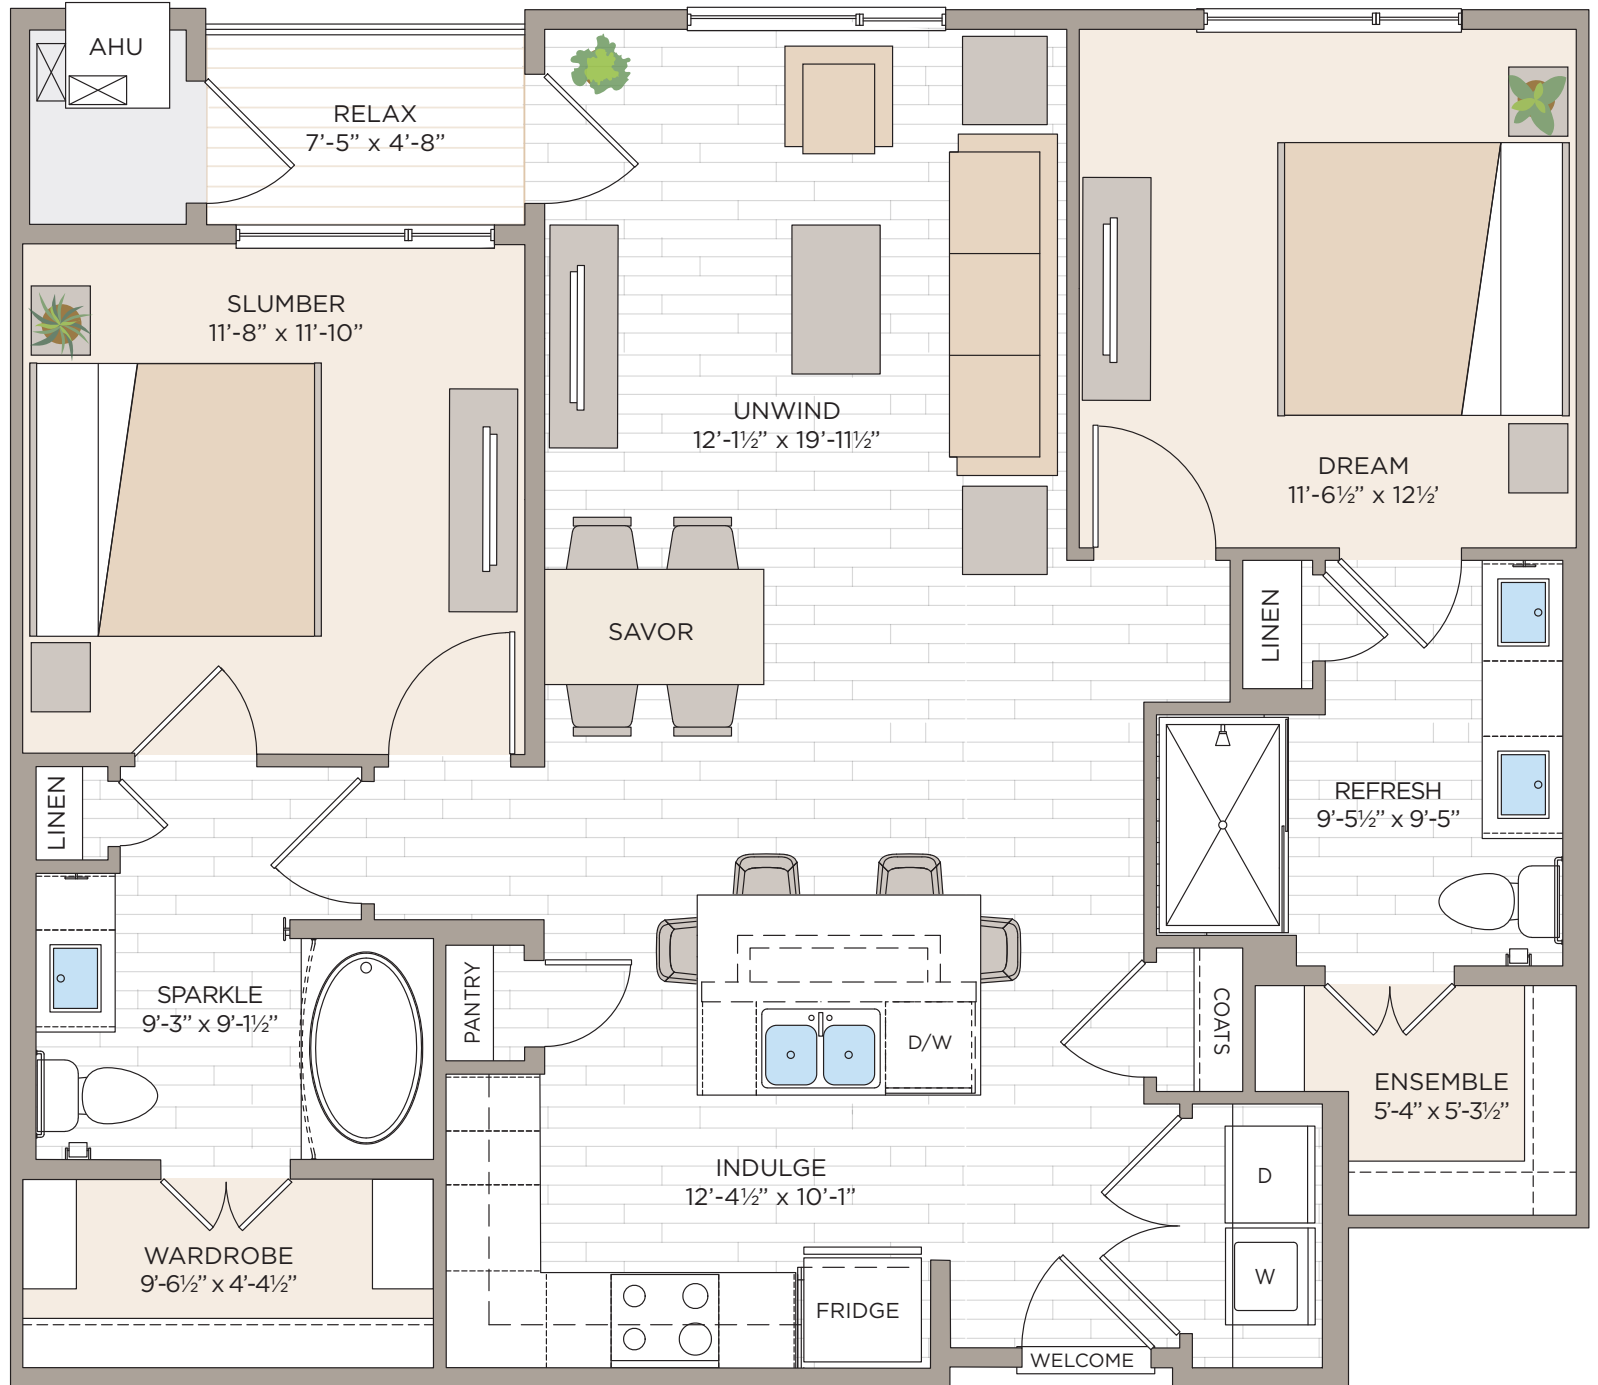 AHU
RELAX
7’-5” x 4’-8”
SLUMBER
11’-8” x 11’-10”
UNWIND
12’-1½” x 19’-11½”
DREAM
11’-6½” x 12½’
SAVOR
LINEN
LINEN
REFRESH
9’-5½” x 9’-5”
SPARKLE
9’-3” x 9’-1½”
PANTRY
D/W
COATS
ENSEMBLE
5’-4” x 5’-3½”
INDULGE
12’-4½” x 10’-1”
D
WARDROBE
9’-6½” x 4’-4½”
W
FRIDGE
WELCOME